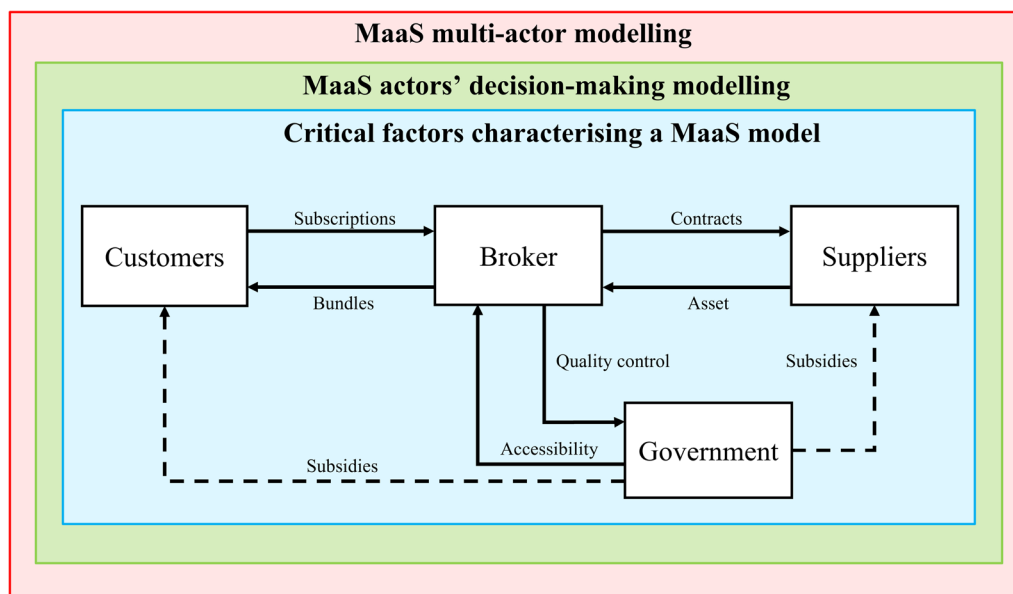 MaaS multi-actor modelling
MaaS actors’ decision-making modelling
Critical factors characterising a MaaS model
Subscriptions
Contracts
Customers
Broker
Suppliers
Bundles
Asset
Quality control
Subsidies
Accessibility
Government
Subsidies